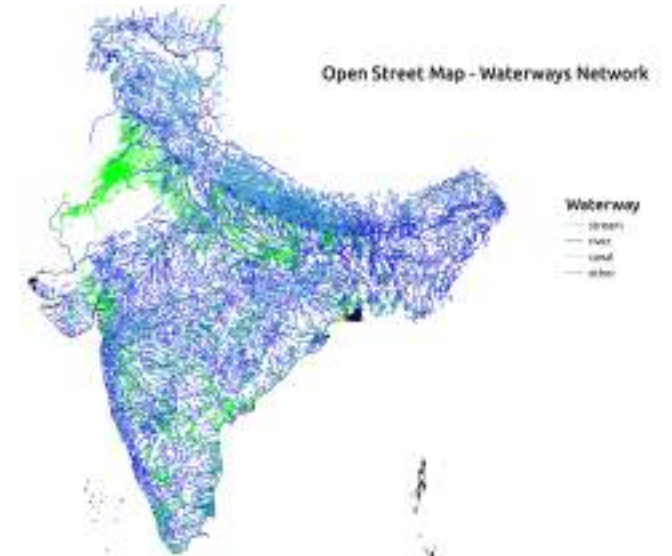 Open Street Map - Waterways Network
Waterway
stream
river
canal
other